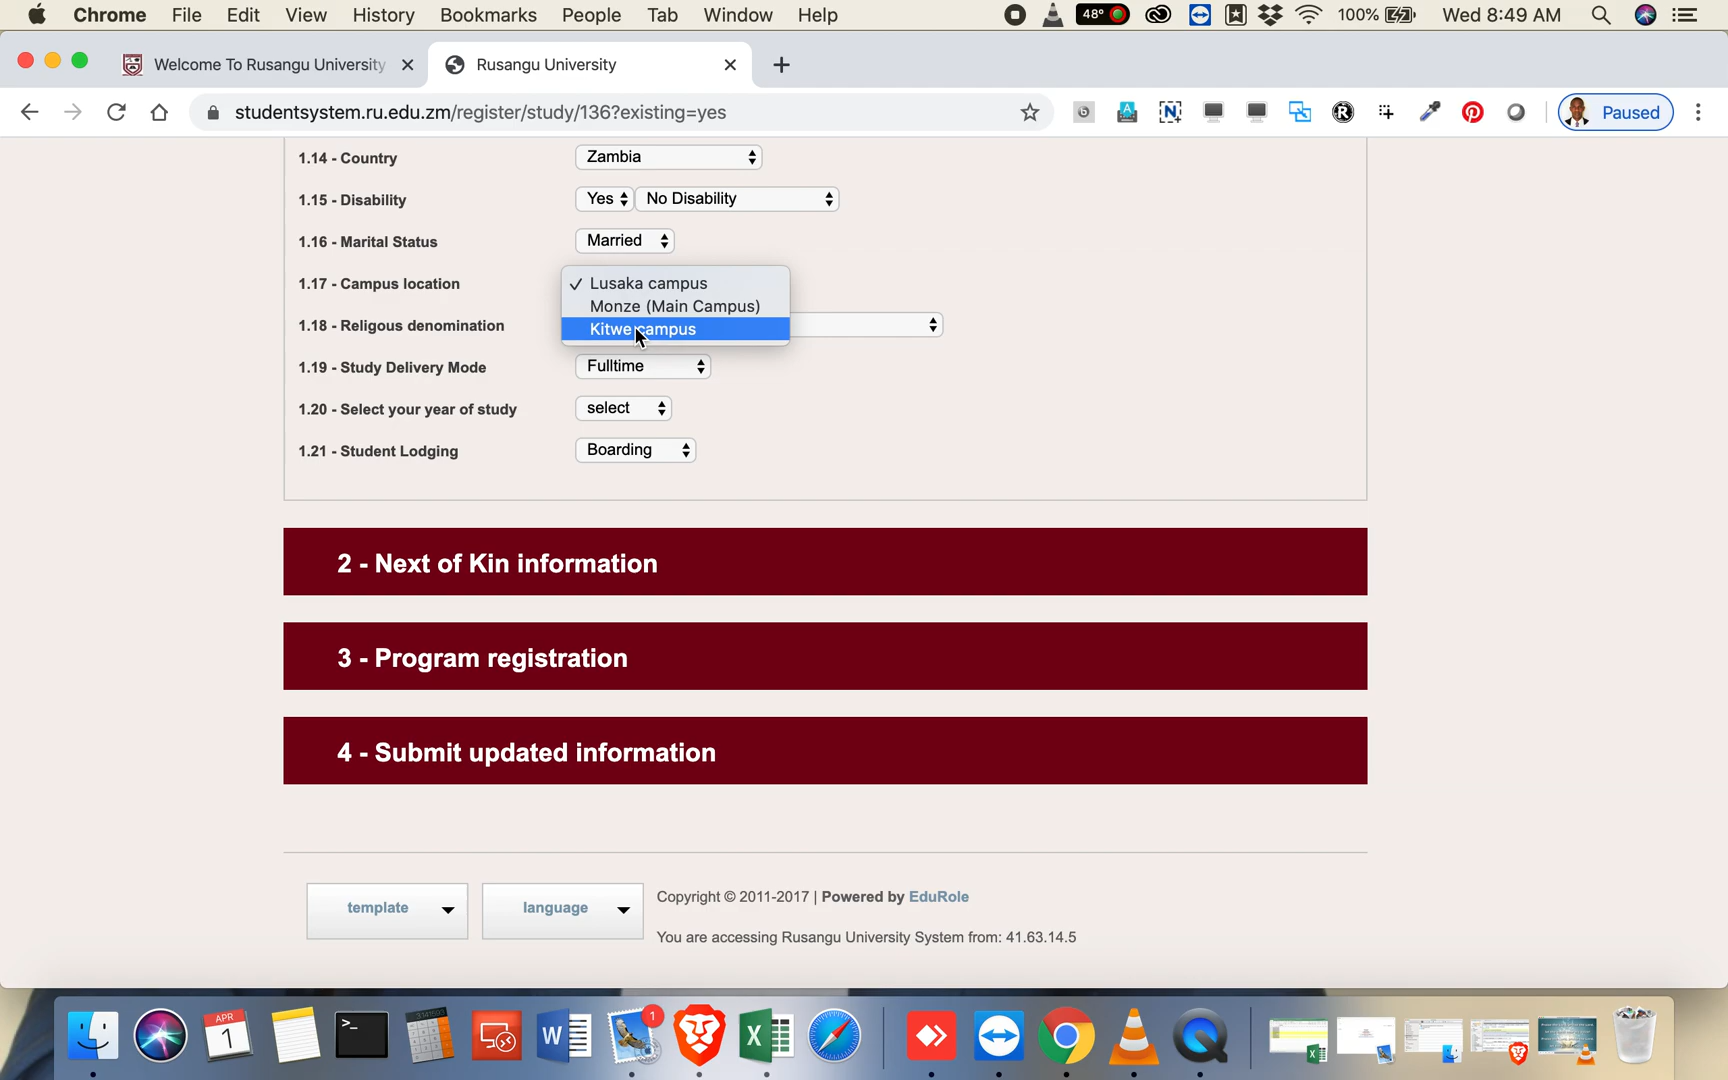 Chrome File Edit View History Bookmarks People Tab Window Help 48° 100% Wed 8:49 AM
Welcome To Rusangu University Rusangu University
studentsystem.ru.edu.zm/register/study/136?existing=yes Paused
1.14 - Country Zambia
1.15 - Disability Yes No Disability
1.16 - Marital Status Married
1.17 - Campus location Lusaka campus
Monze (Main Campus)
1.18 - Religous denomination Kitwe campus
1.19 - Study Delivery Mode Fulltime
1.20 - Select your year of study select
1.21 - Student Lodging Boarding
2 - Next of Kin information
3 - Program registration
4 - Submit updated information
template language Copyright © 2011-2017 | Powered by EduRole
You are accessing Rusangu University System from: 41.63.14.5
APR
1
1